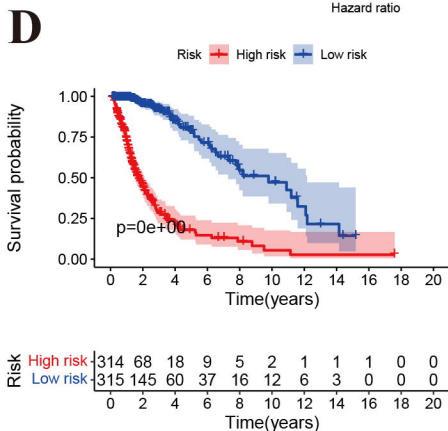 Hazard ratio
D
Risk High risk Low risk
Survival probability
1.00
0.75
0.50
0.25
0.00
p=0e+00
0 2 4 6 8 10 12 14 16 18 20
Time(years)
Risk
High risk 314 68 18 9 5 2 1 1 1 0 0
Low risk 315 145 60 37 16 12 6 3 0 0 0
0 2 4 6 8 10 12 14 16 18 20
Time(years)